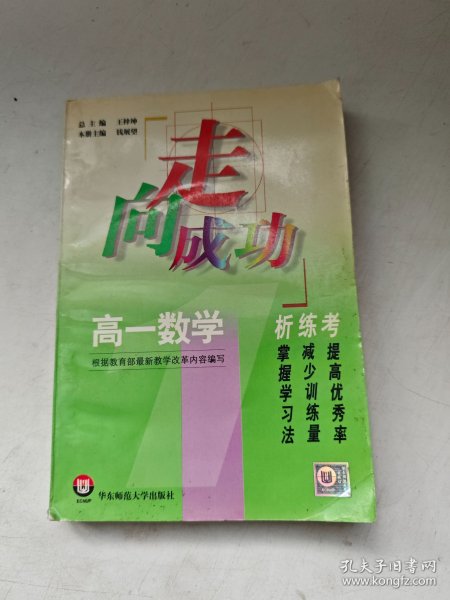 总主编 王梓坤
本册主编 钱展望
走
向成功
高一数学
根据教育部最新教学改革内容编写
析练考
掌握学习法
减少训练量
提高优秀率
ECNUP
华东师范大学出版社
孔夫子旧书网
www.kongfz.com